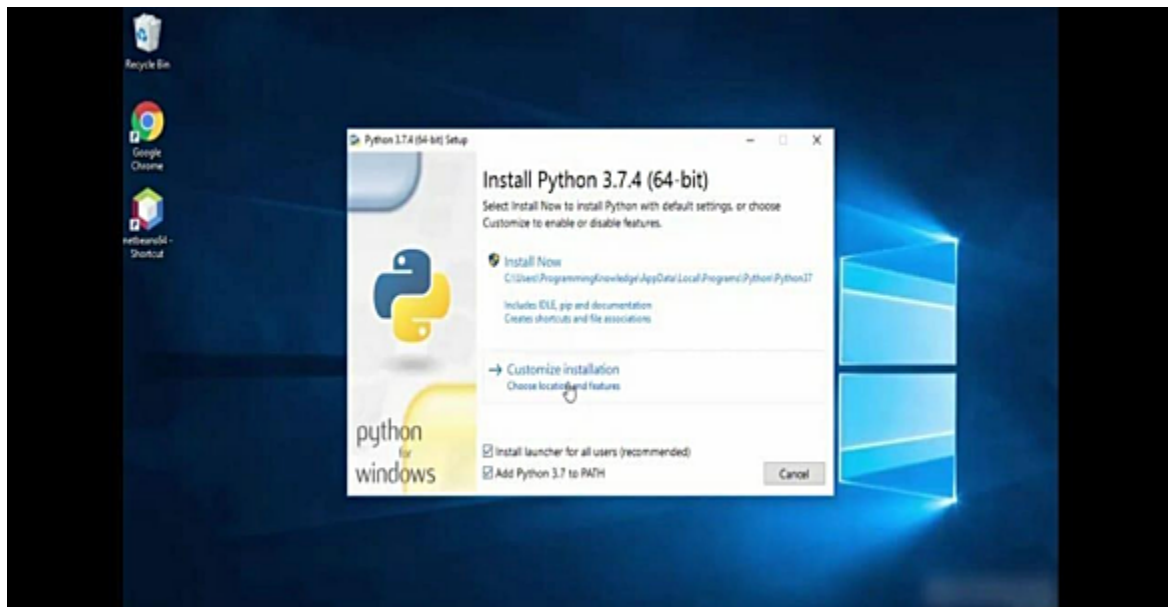 Recycle Bin
Google
Chrome
netbeans64 -
Shortcut
Python 3.7.4 (64-bit) Setup
Install Python 3.7.4 (64-bit)
Select Install Now to install Python with default settings, or choose
Customize to enable or disable features.
Install Now
C:\Users\ProgrammingKnowledge\AppData\Local\Programs\Python\Python37
Includes IDLE, pip and documentation
Creates shortcuts and file associations
Customize installation
Choose location and features
python
for
windows
Install launcher for all users (recommended)
Add Python 3.7 to PATH
Cancel